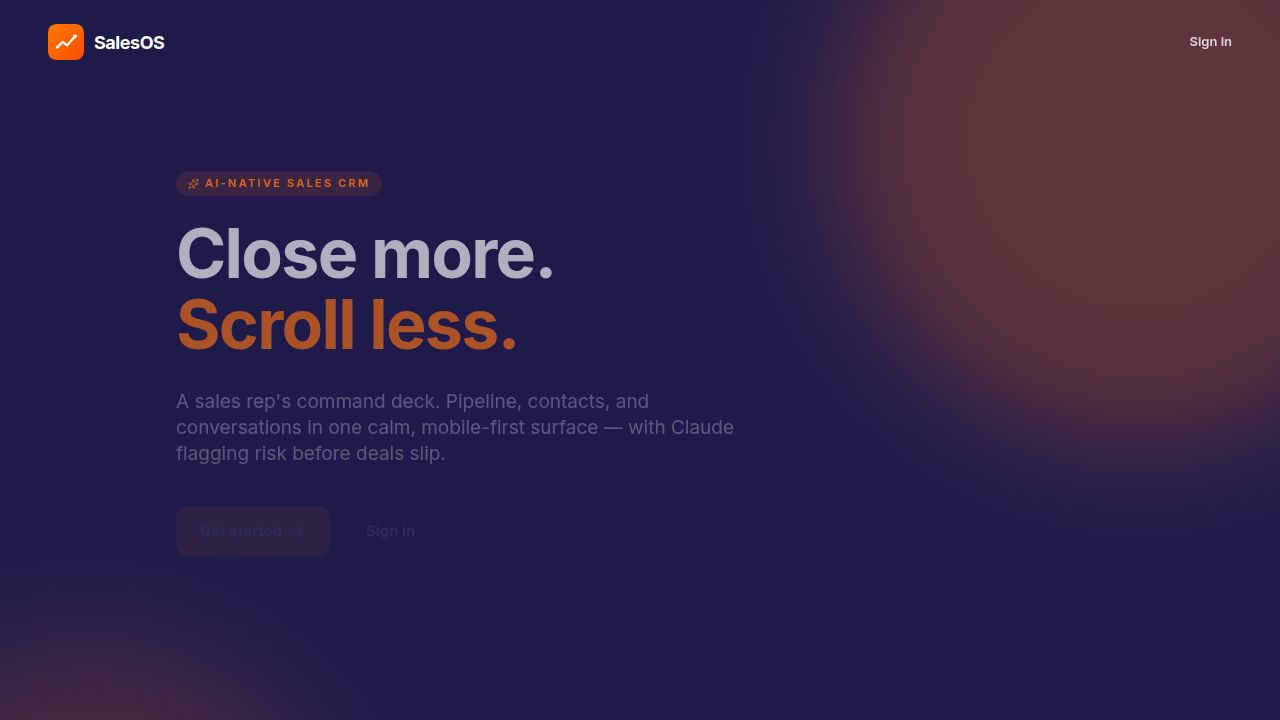 SalesOS
Sign in
AI-NATIVE SALES CRM
Close more.
Scroll less.
A sales rep's command deck. Pipeline, contacts, and
conversations in one calm, mobile-first surface — with Claude
flagging risk before deals slip.
Get started →
Sign in